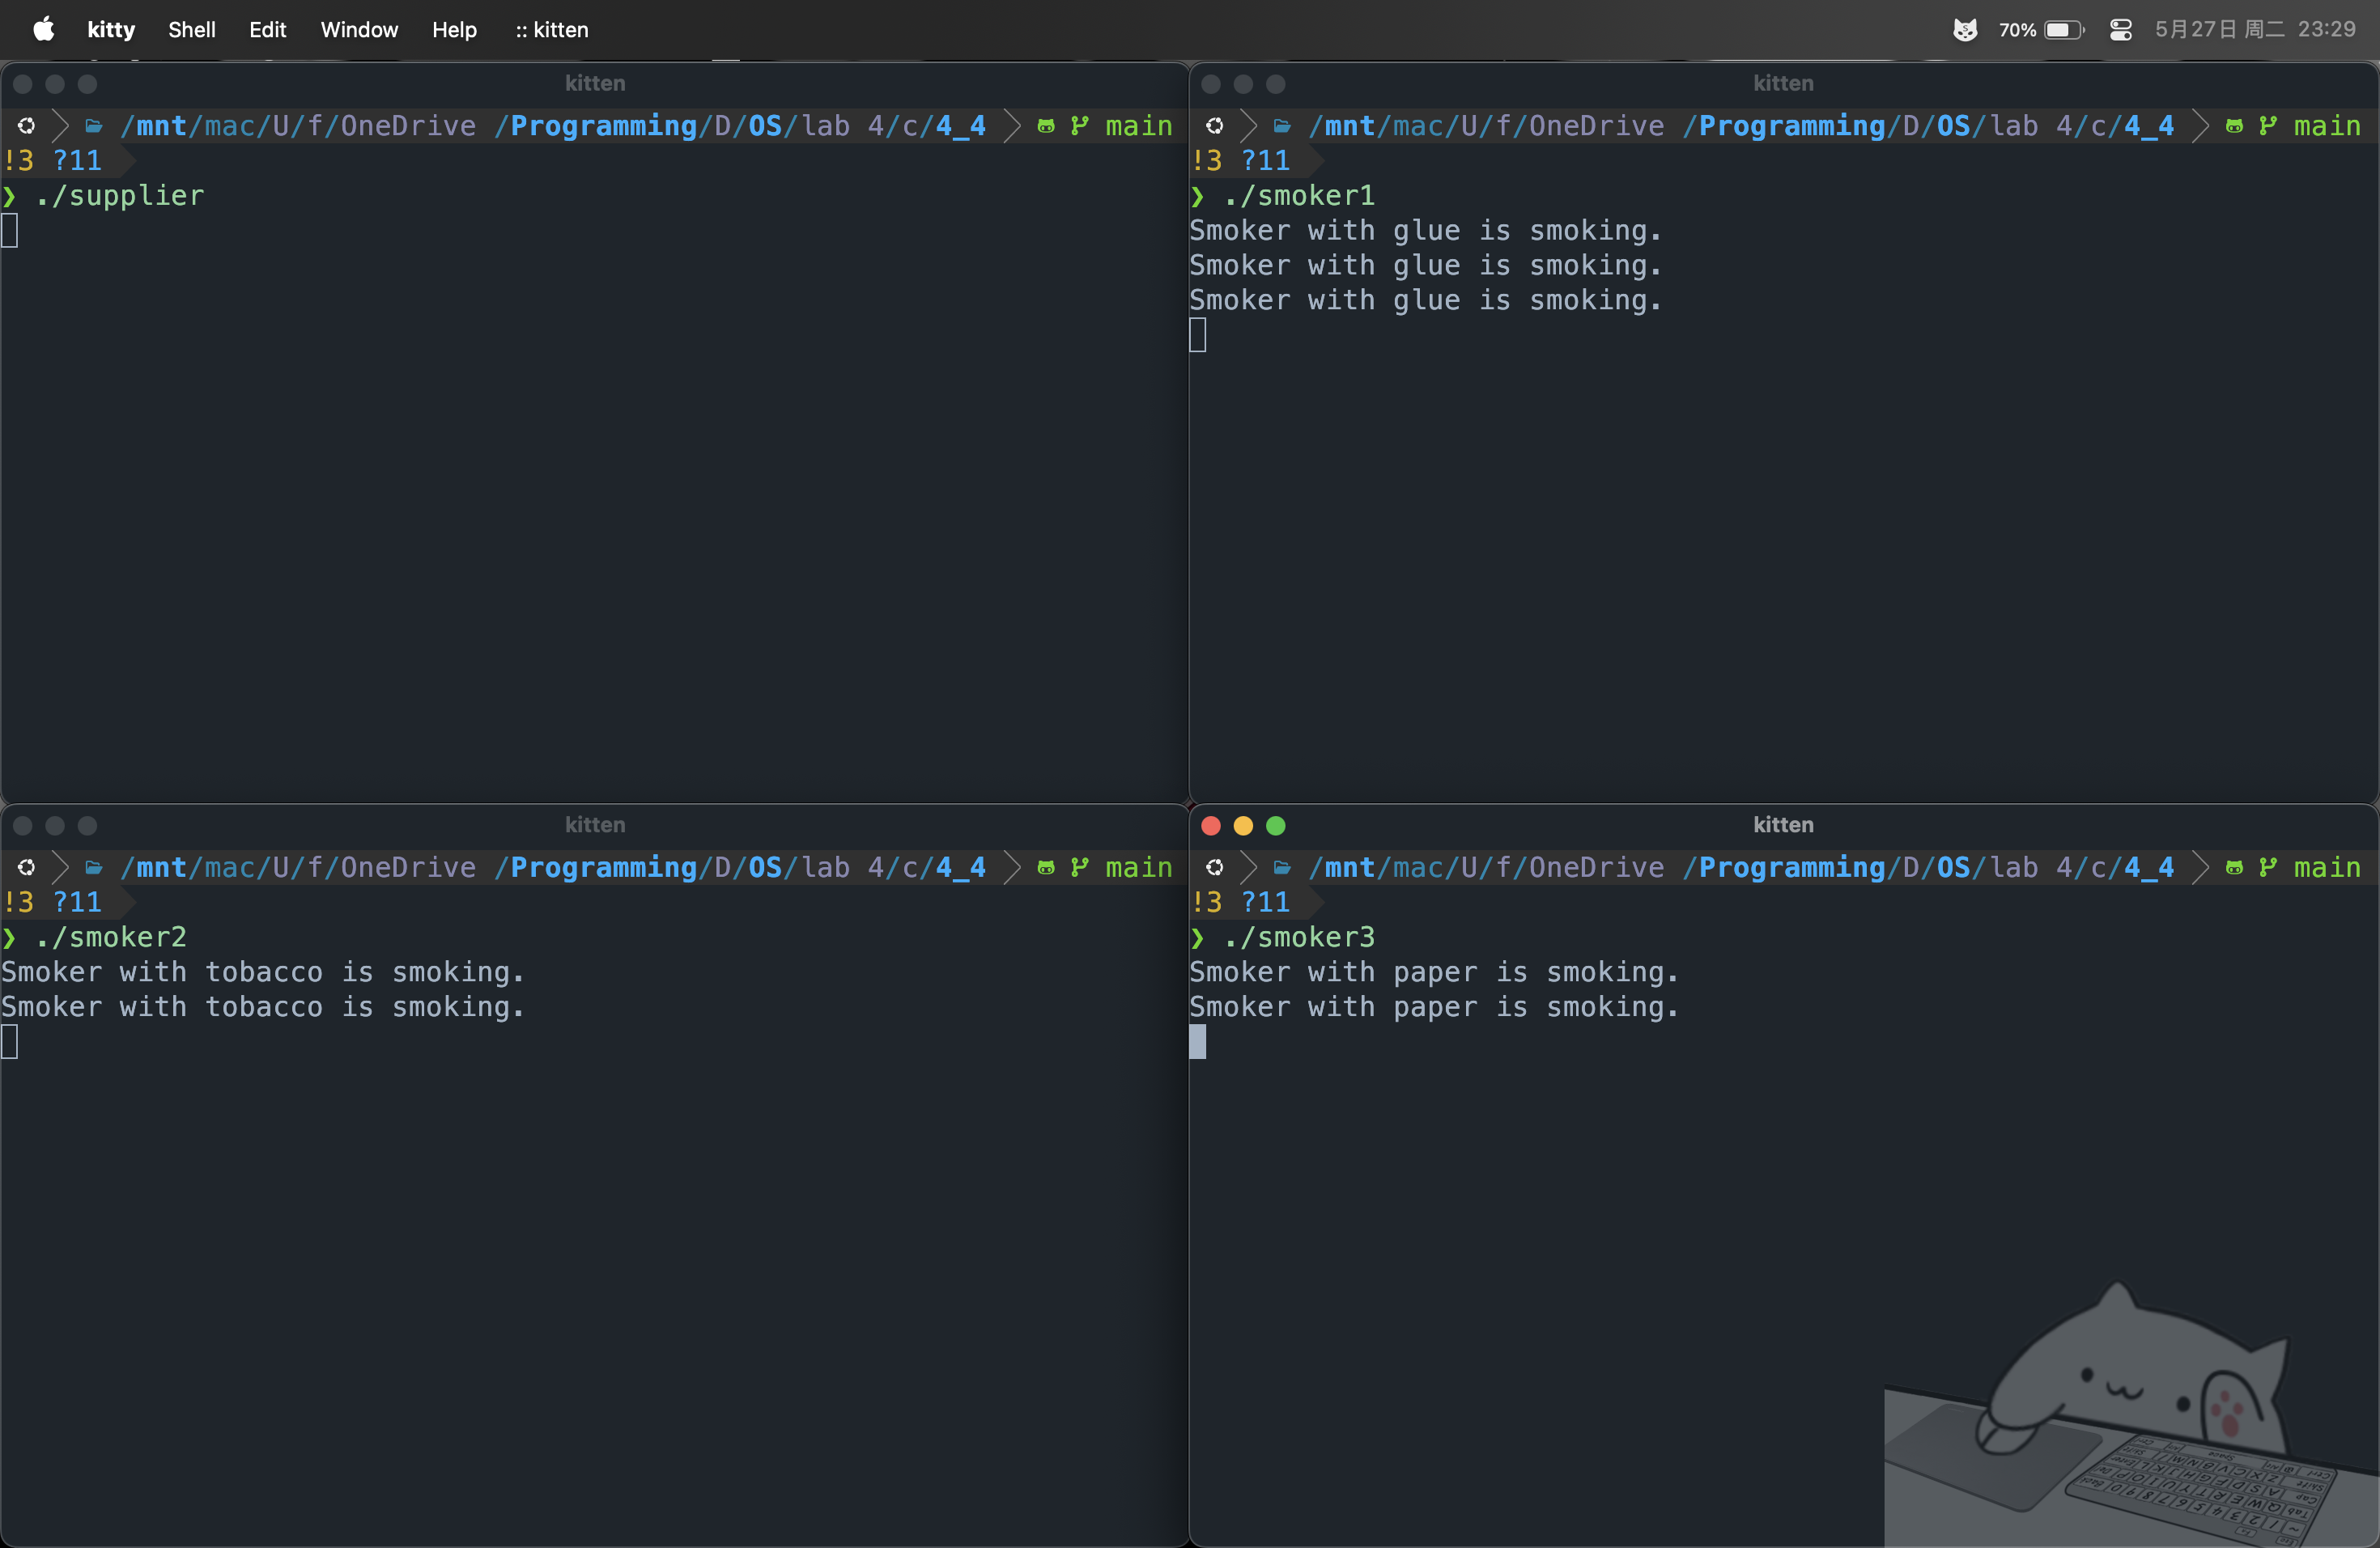 kitty Shell Edit Window Help :: kitten 70% 5月27日 周二 23:29
kitten
/mnt/mac/U/f/OneDrive /Programming/D/OS/lab 4/c/4_4 main
!3 ?11
❯ ./supplier
kitten
/mnt/mac/U/f/OneDrive /Programming/D/OS/lab 4/c/4_4 main
!3 ?11
❯ ./smoker1
Smoker with glue is smoking.
Smoker with glue is smoking.
Smoker with glue is smoking.
kitten
/mnt/mac/U/f/OneDrive /Programming/D/OS/lab 4/c/4_4 main
!3 ?11
❯ ./smoker2
Smoker with tobacco is smoking.
Smoker with tobacco is smoking.
kitten
/mnt/mac/U/f/OneDrive /Programming/D/OS/lab 4/c/4_4 main
!3 ?11
❯ ./smoker3
Smoker with paper is smoking.
Smoker with paper is smoking.